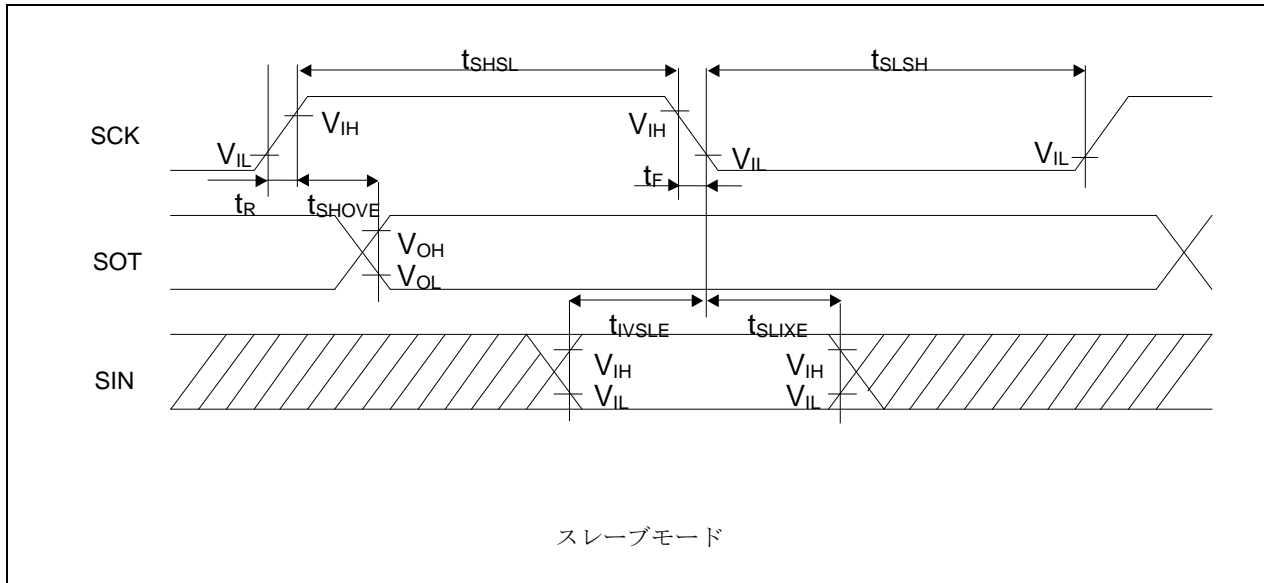 tSHSL tSLSH
SCK VIH VIH
VIL VIL VIL
tR tSHOVE tF
SOT VOH
VOL
tIVSLE tSLIXE
SIN VIH VIH
VIL VIL
スレーブモード